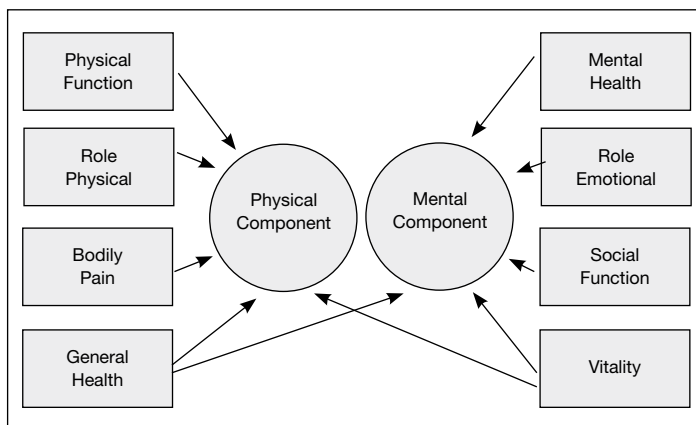 Physical
Function
Role
Physical
Bodily
Pain
General
Health
Physical
Component
Mental
Component
Mental
Health
Role
Emotional
Social
Function
Vitality